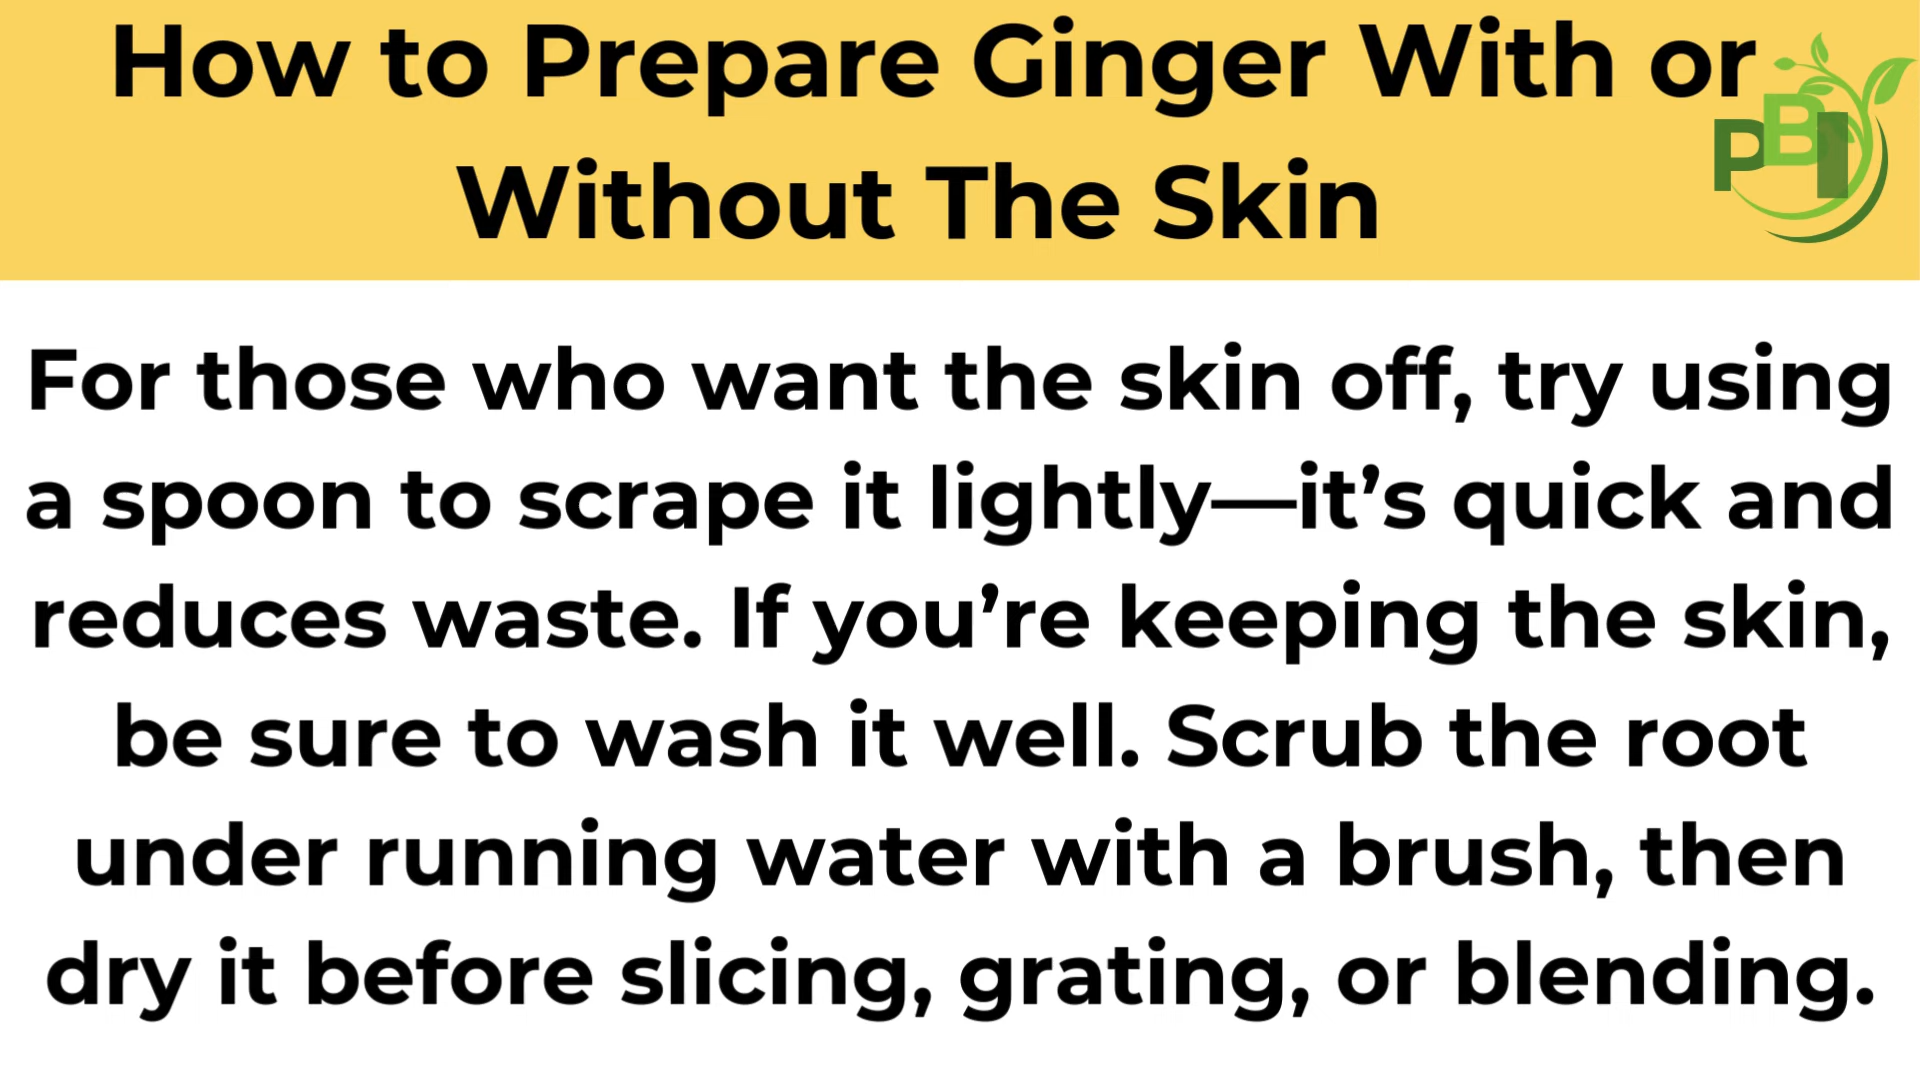 How to Prepare Ginger With or
Without The Skin
PBI
For those who want the skin off, try using
a spoon to scrape it lightly—it’s quick and
reduces waste. If you’re keeping the skin,
be sure to wash it well. Scrub the root
under running water with a brush, then
dry it before slicing, grating, or blending.